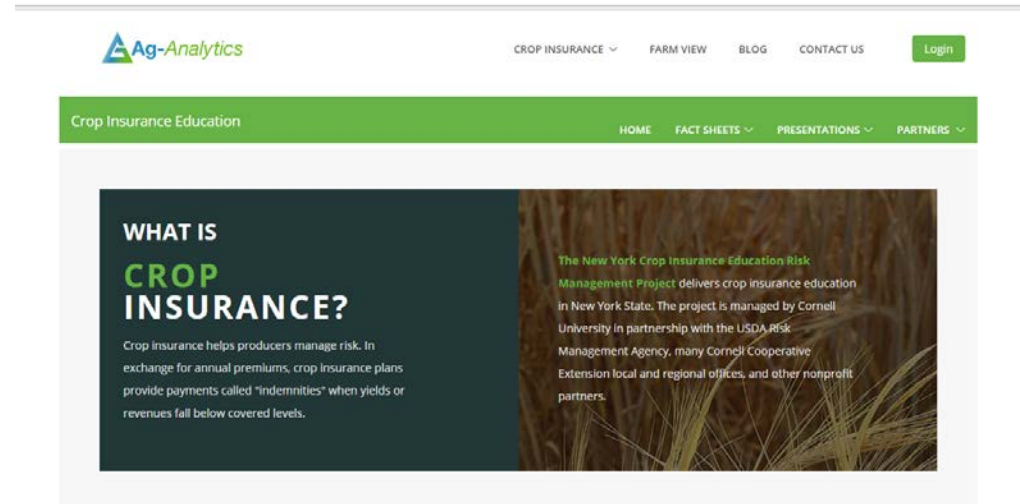 Ag-Analytics
CROP INSURANCE
FARM VIEW
BLOG
CONTACT US
Login
Crop Insurance Education
HOME
FACT SHEETS
PRESENTATIONS
PARTNERS
WHAT IS
CROP
INSURANCE?
Crop insurance helps producers manage risk. In
exchange for annual premiums, crop insurance plans
provide payments called "indemnities" when yields or
revenues fall below covered levels.
The New York Crop Insurance Education Risk
Management Project delivers crop insurance education
in New York State. The project is managed by Cornell
University in partnership with the USDA Risk
Management Agency, many Cornell Cooperative
Extension local and regional offices, and other nonprofit
partners.